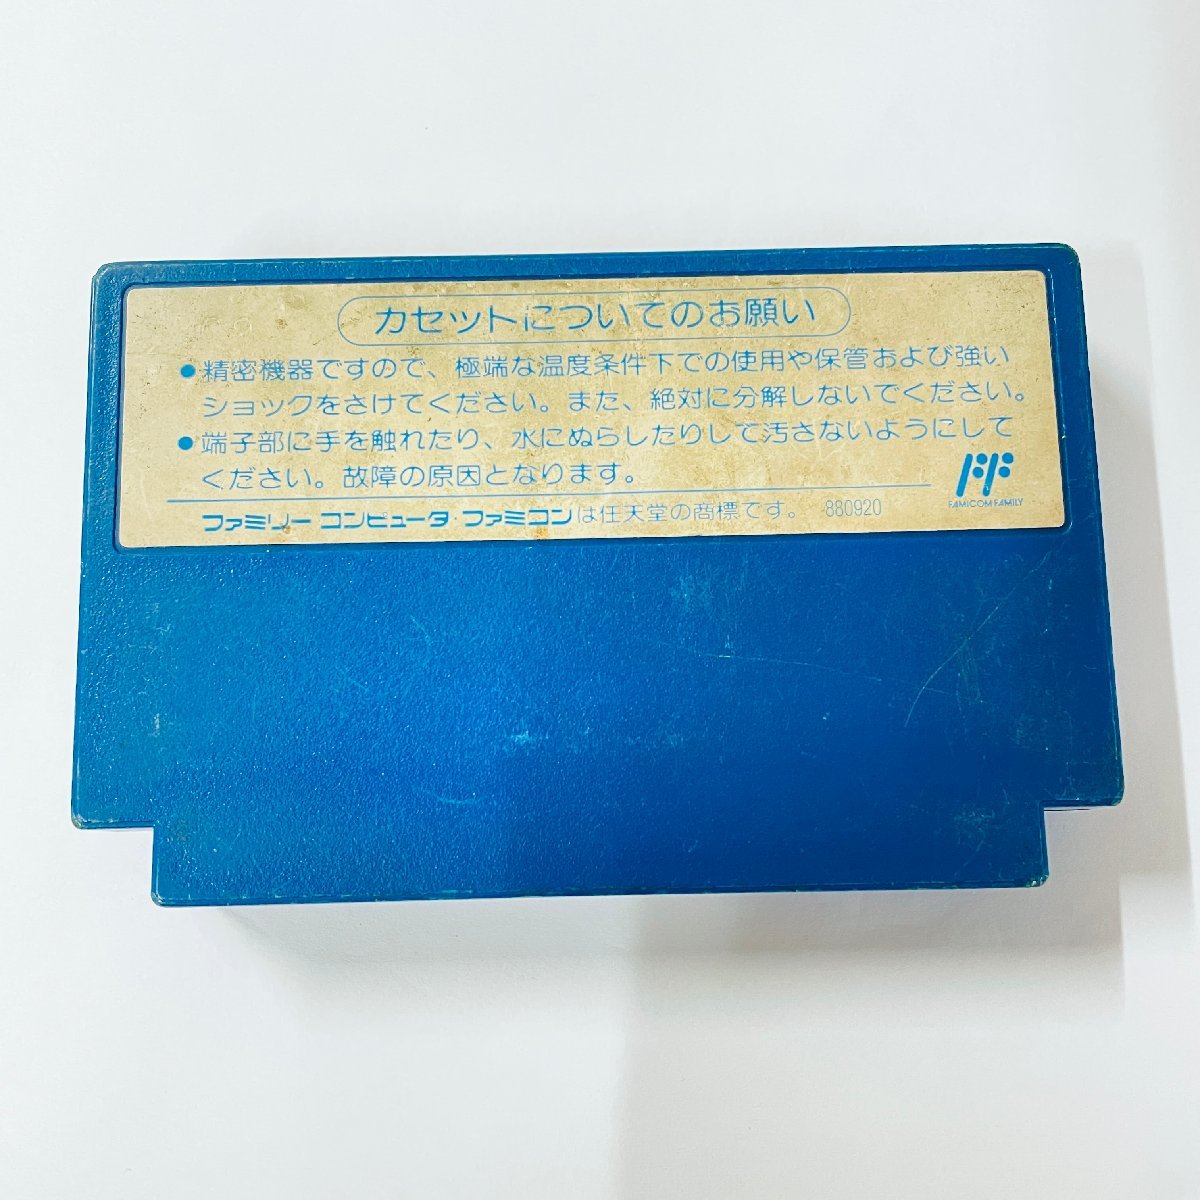 カセットについてのお願い
●精密機器ですので、極端な温度条件下での使用や保管および強い
ショックをさけてください。また、絶対に分解しないでください。
●端子部に手を触れたり、水にぬらしたりして汚さないようにして
ください。故障の原因となります。
FAMICOM FAMILY
ファミリーコンピュータ・ファミコンは任天堂の商標です。 880920